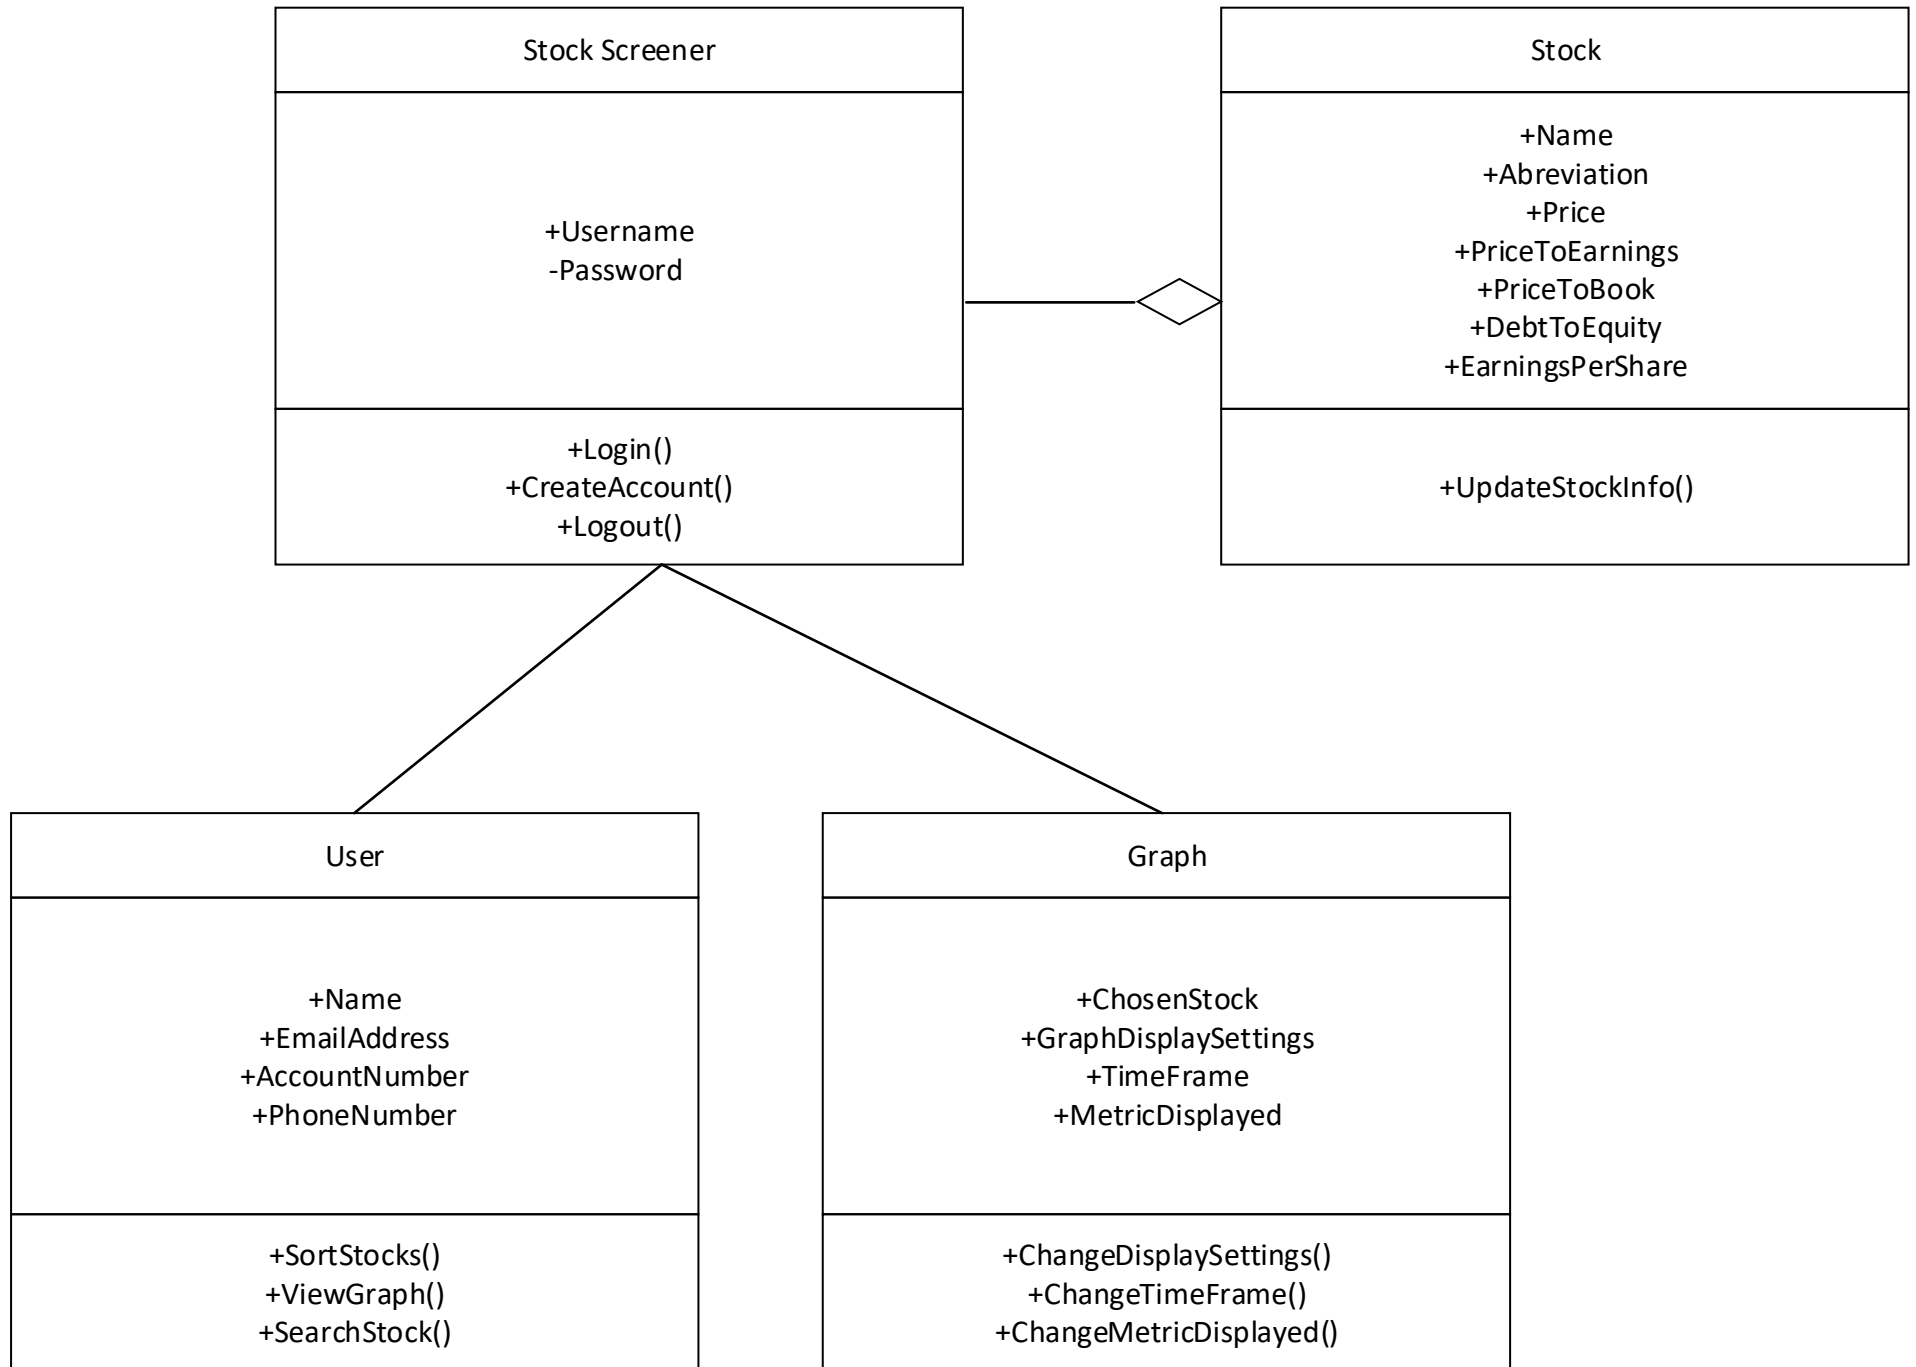 Stock Screener
+Username
-Password
+Login()
+CreateAccount()
+Logout()
Stock
+Name
+Abreviation
+Price
+PriceToEarnings
+PriceToBook
+DebtToEquity
+EarningsPerShare
+UpdateStockInfo()
User
+Name
+EmailAddress
+AccountNumber
+PhoneNumber
+SortStocks()
+ViewGraph()
+SearchStock()
Graph
+ChosenStock
+GraphDisplaySettings
+TimeFrame
+MetricDisplayed
+ChangeDisplaySettings()
+ChangeTimeFrame()
+ChangeMetricDisplayed()